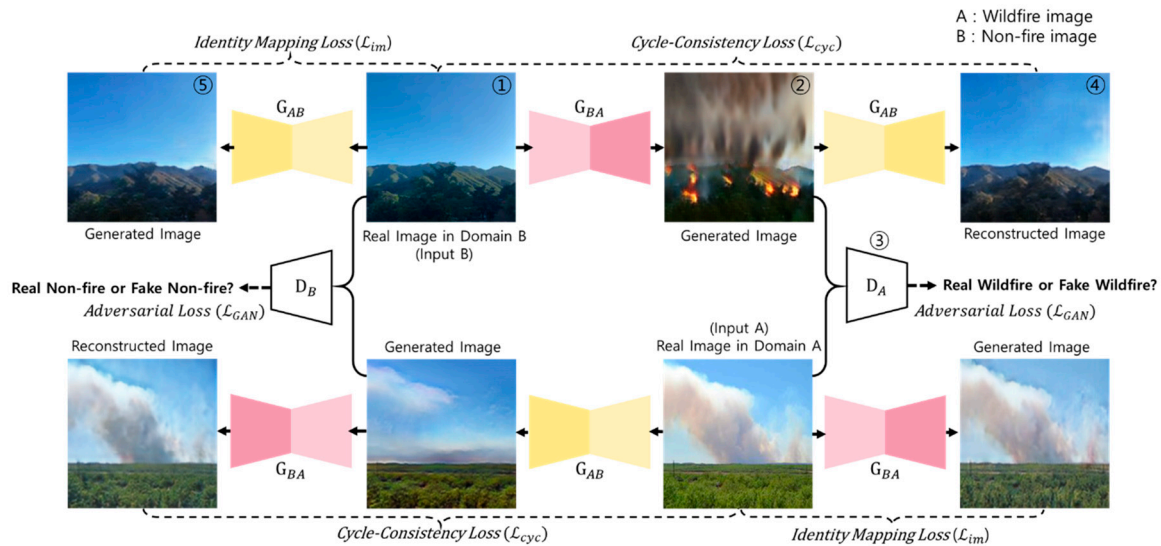 A : Wildfire image
B : Non-fire image
Identity Mapping Loss (ℒim)
Cycle-Consistency Loss (ℒcyc)
⑤
①
②
④
GAB
GBA
GAB
Generated Image
Real Image in Domain B
(Input B)
Generated Image
Reconstructed Image
③
Real Non-fire or Fake Non-fire?
DB
DA
Real Wildfire or Fake Wildfire?
Adversarial Loss (ℒGAN)
Adversarial Loss (ℒGAN)
Reconstructed Image
Generated Image
(Input A)
Real Image in Domain A
Generated Image
GBA
GAB
GBA
Cycle-Consistency Loss (ℒcyc)
Identity Mapping Loss (ℒim)